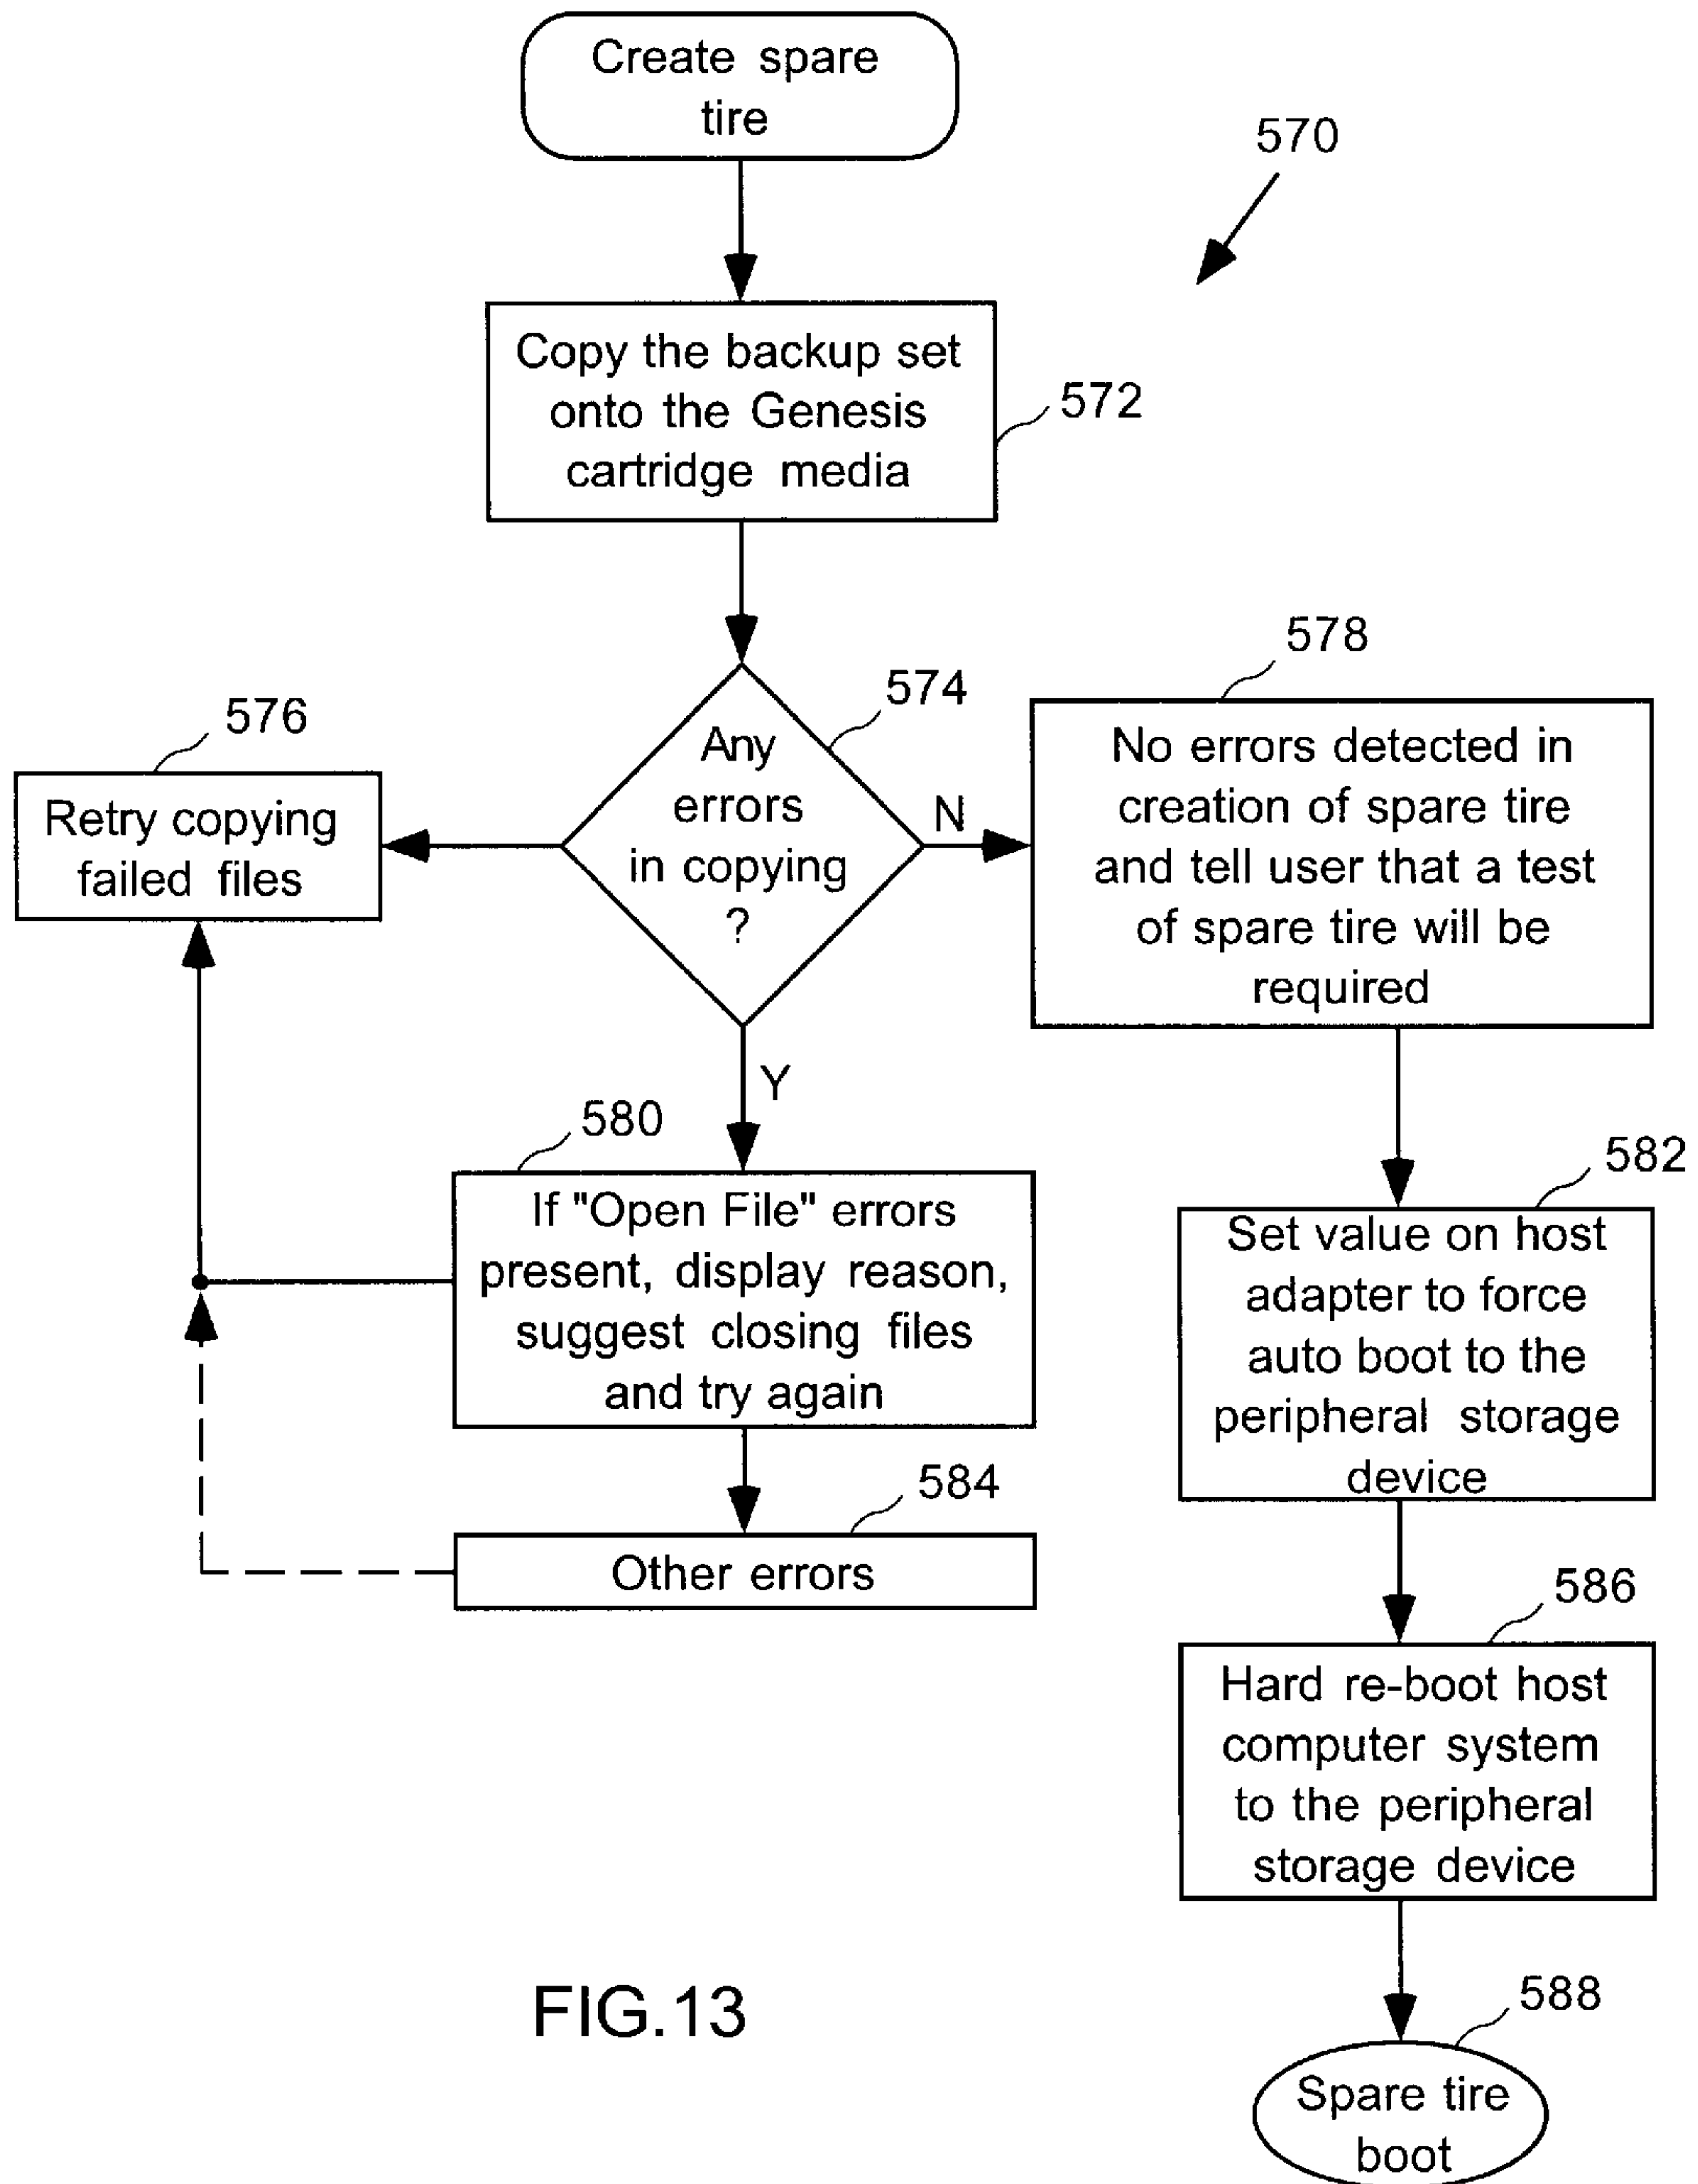 Create spare
tire
570
Copy the backup set
onto the Genesis
cartridge media
572
574
Any
errors
in copying
?
N
Y
576
Retry copying
failed files
578
No errors detected in
creation of spare tire
and tell user that a test
of spare tire will be
required
580
If "Open File" errors
present, display reason,
suggest closing files
and try again
582
Set value on host
adapter to force
auto boot to the
peripheral storage
device
584
Other errors
586
Hard re-boot host
computer system
to the peripheral
storage device
588
Spare tire
boot
FIG.13